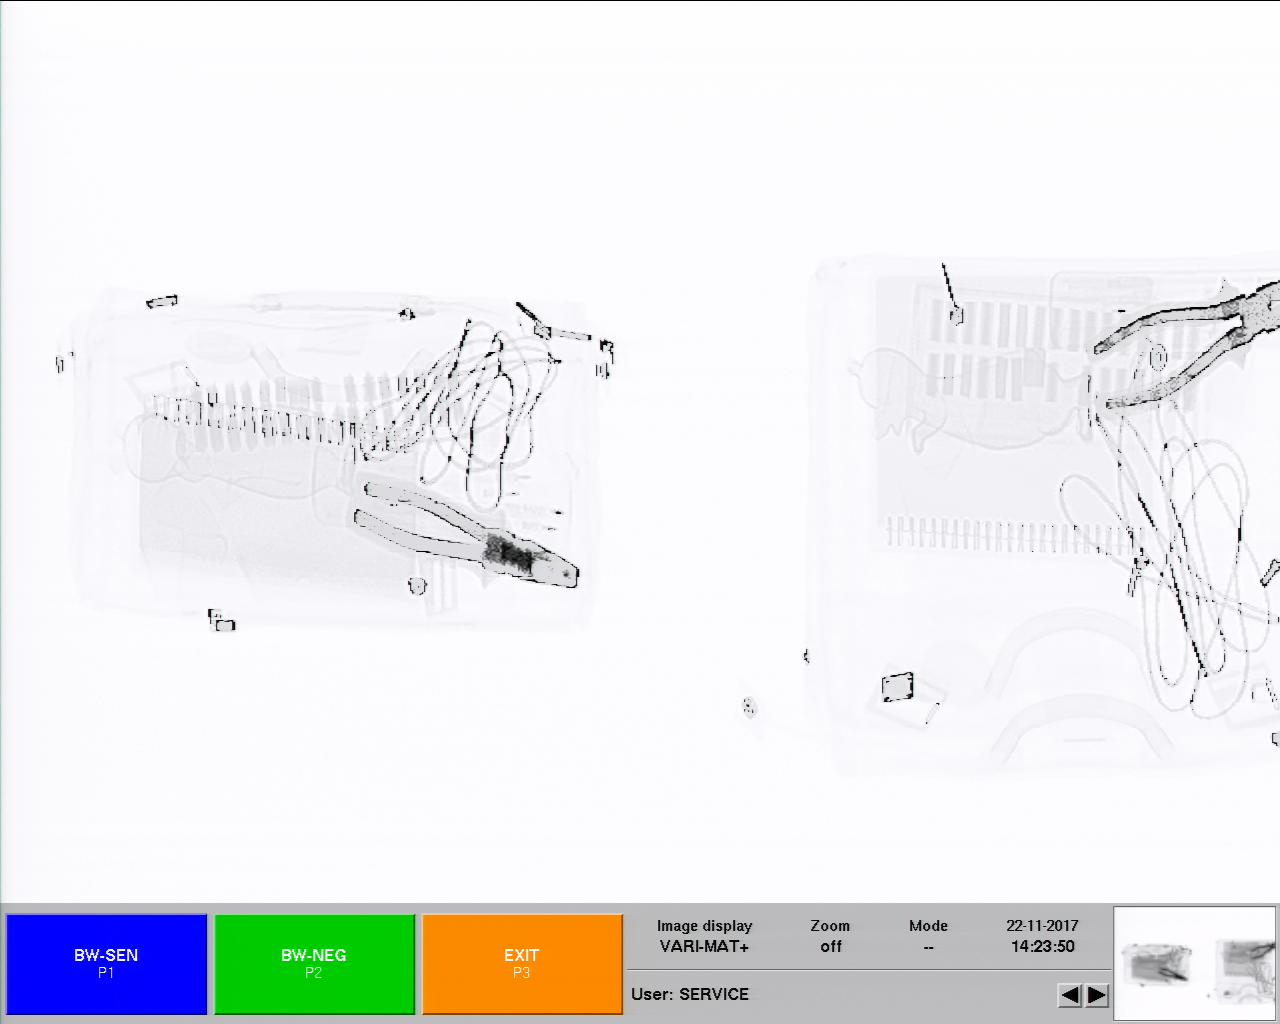 BW-SEN
P1
BW-NEG
P2
EXIT
P3
Image display
VARI-MAT+
Zoom
off
Mode
--
22-11-2017
14:23:50
User: SERVICE